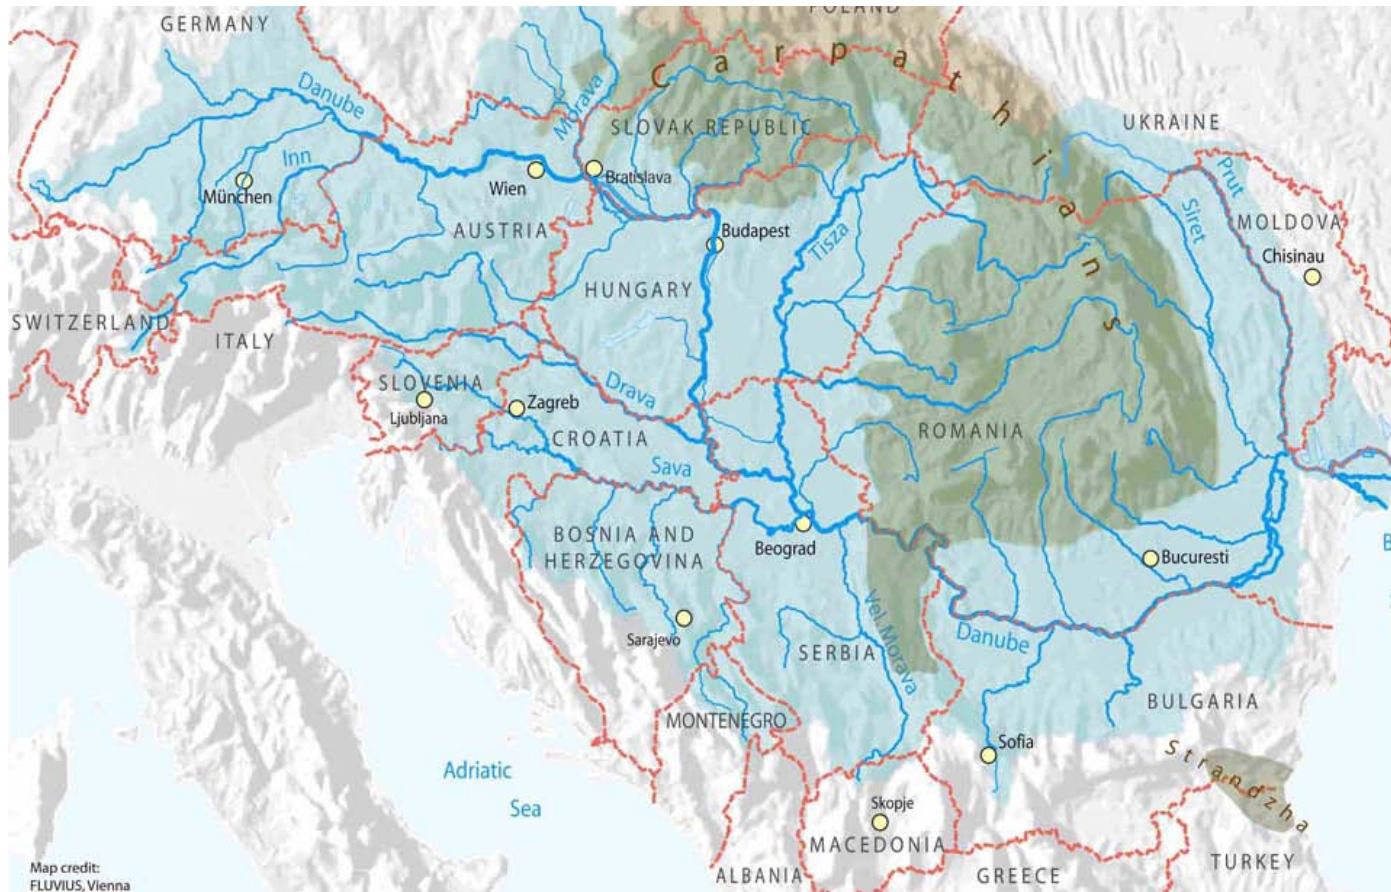 POLAND
GERMANY
Carpathians
Danube
Morava
SLOVAK REPUBLIC
UKRAINE
Inn
München
Wien
Bratislava
Prut
Siret
MOLDOVA
Chisinau
AUSTRIA
Budapest
Tisza
HUNGARY
SWITZERLAND
ITALY
SLOVENIA
Ljubljana
Zagreb
Drava
CROATIA
Sava
ROMANIA
BOSNIA AND
HERZEGOVINA
Beograd
Bucuresti
B
Sarajevo
Vel.Morava
SERBIA
Danube
MONTENEGRO
BULGARIA
Sofia
Strandzha
Adriatic
Sea
Skopje
MACEDONIA
ALBANIA
GREECE
TURKEY
Map credit:
FLUVIUS, Vienna